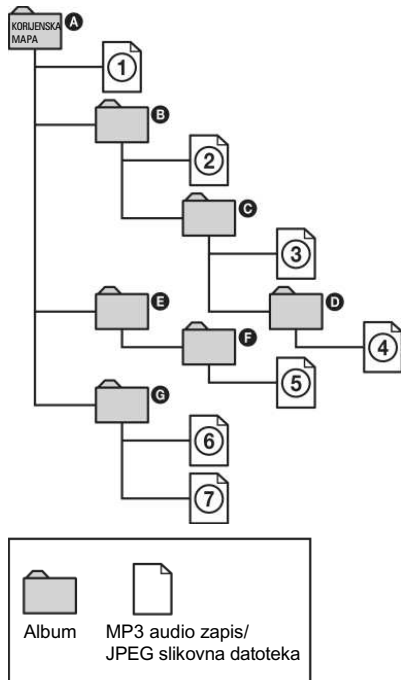 KORIJENSKA A
MAPA
1
B
2
C
3
E
D
F
4
5
G
6
7
Album
MP3 audio zapis/
JPEG slikovna datoteka